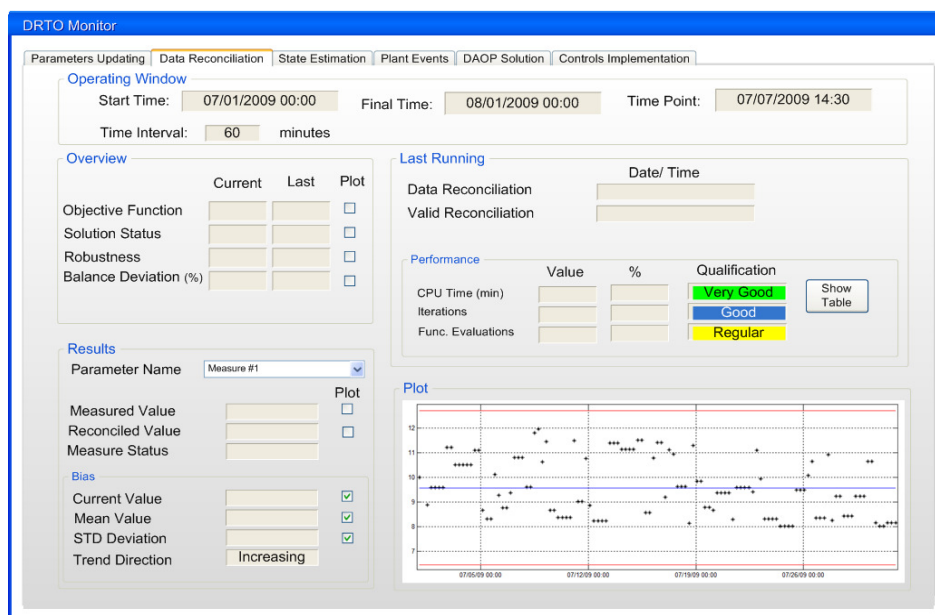 DRTO Monitor
Parameters Updating Data Reconciliation State Estimation Plant Events DAOP Solution Controls Implementation
Operating Window
Start Time: 07/01/2009 00:00 Final Time: 08/01/2009 00:00 Time Point: 07/07/2009 14:30
Time Interval: 60 minutes
Overview
Current Last Plot
Objective Function
Solution Status
Robustness
Balance Deviation (%)
Last Running
Date/ Time
Data Reconciliation
Valid Reconciliation
Performance
Value % Qualification
CPU Time (min) Very Good
Iterations Good
Func. Evaluations Regular
Show
Table
Results
Parameter Name Measure #1
Plot
Measured Value
Reconciled Value
Measure Status
Bias
Current Value
Mean Value
STD Deviation
Trend Direction Increasing
Plot
12
11
10
9
8
7
07/05/09 00:00 07/12/09 00:00 07/19/09 00:00 07/26/09 00:00